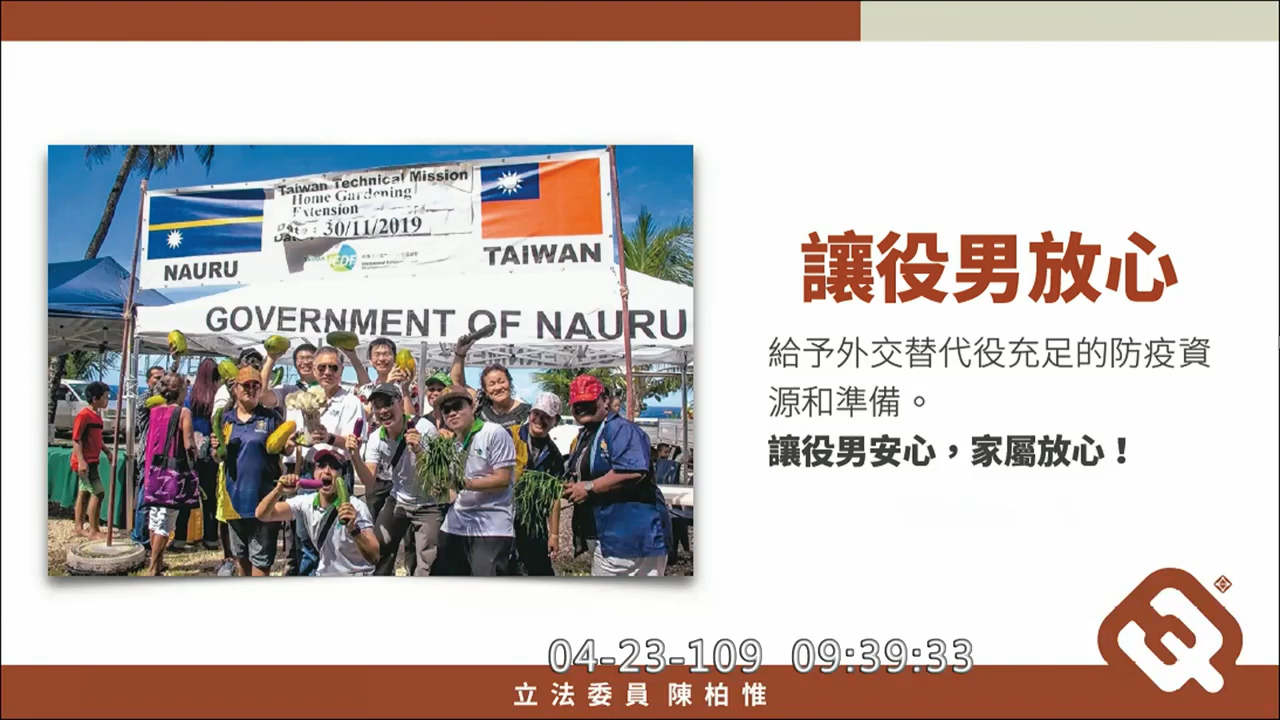 Taiwan Technical Mission
Home Gardening
Extension
Date : 30/11/2019
NAURU
TAIWAN
GOVERNMENT OF NAURU
讓役男放心
給予外交替代役充足的防疫資
源和準備。
讓役男安心，家屬放心！
04-23-109 09:39:33
立法委員 陳柏惟